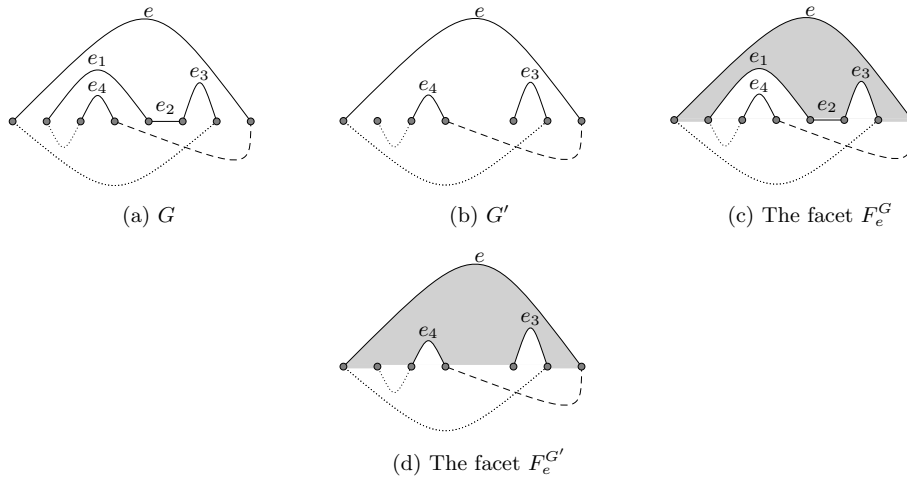 e
e
e
e₁
e₃
e₄
e₂
e₄
e₃
e₁
e₃
e₄
e₂
(a) G
(b) G′
(c) The facet F_e^G
e
e₄
e₃
(d) The facet F_e^{G′}